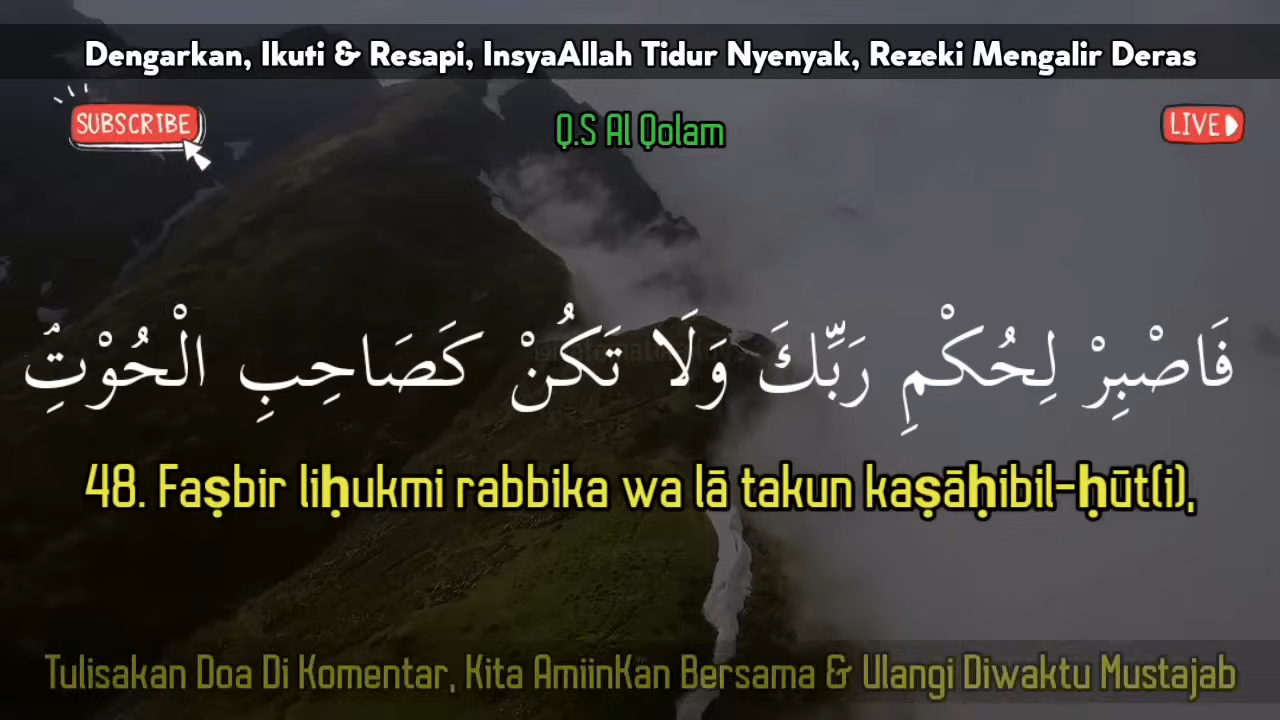 Dengarkan, Ikuti & Resapi, InsyaAllah Tidur Nyenyak, Rezeki Mengalir Deras
SUBSCRIBE
Q.S Al Qolam
LIVE
فَاصْبِرْ لِحُكْمِ رَبِّكَ وَلَا تَكُنْ كَصَاحِبِ الْحُوْتِۘ
48. Faṣbir liḥukmi rabbika wa lā takun kaṣāḥibil-ḥūt(i),
Tulisakan Doa Di Komentar, Kita AmiinKan Bersama & Ulangi Diwaktu Mustajab